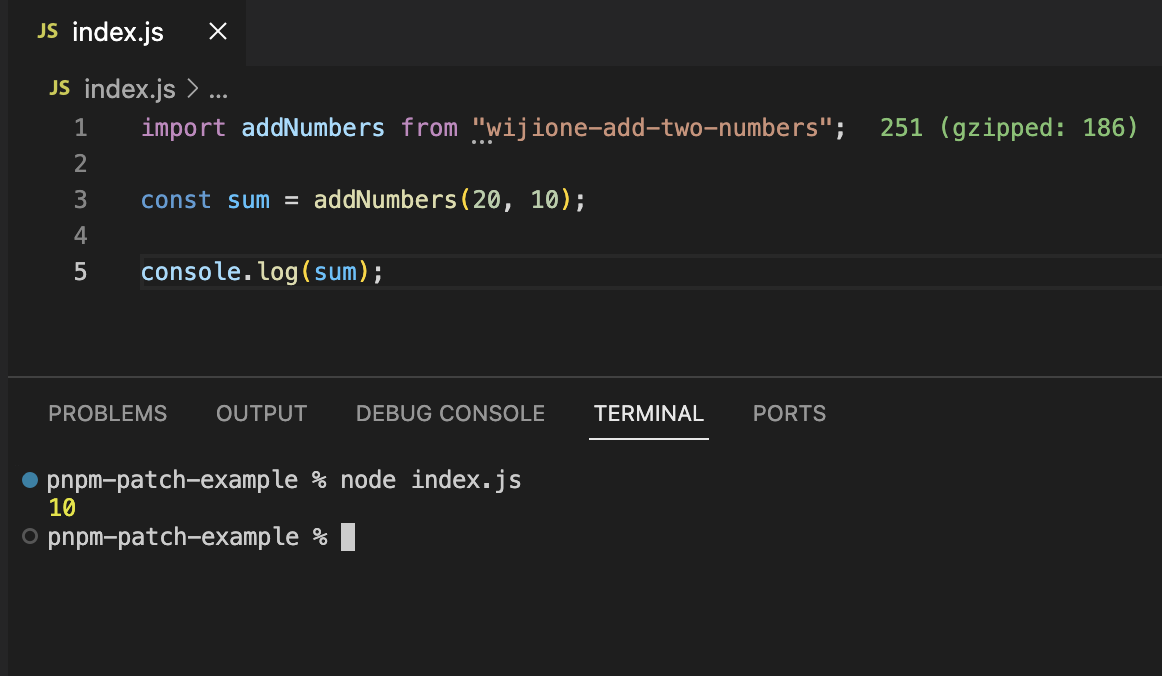 JS index.js
JS index.js > ...
1 import addNumbers from "wijione-add-two-numbers"; 251 (gzipped: 186)
2
3 const sum = addNumbers(20, 10);
4
5 console.log(sum);
PROBLEMS OUTPUT DEBUG CONSOLE TERMINAL PORTS
pnpm-patch-example % node index.js
10
pnpm-patch-example %